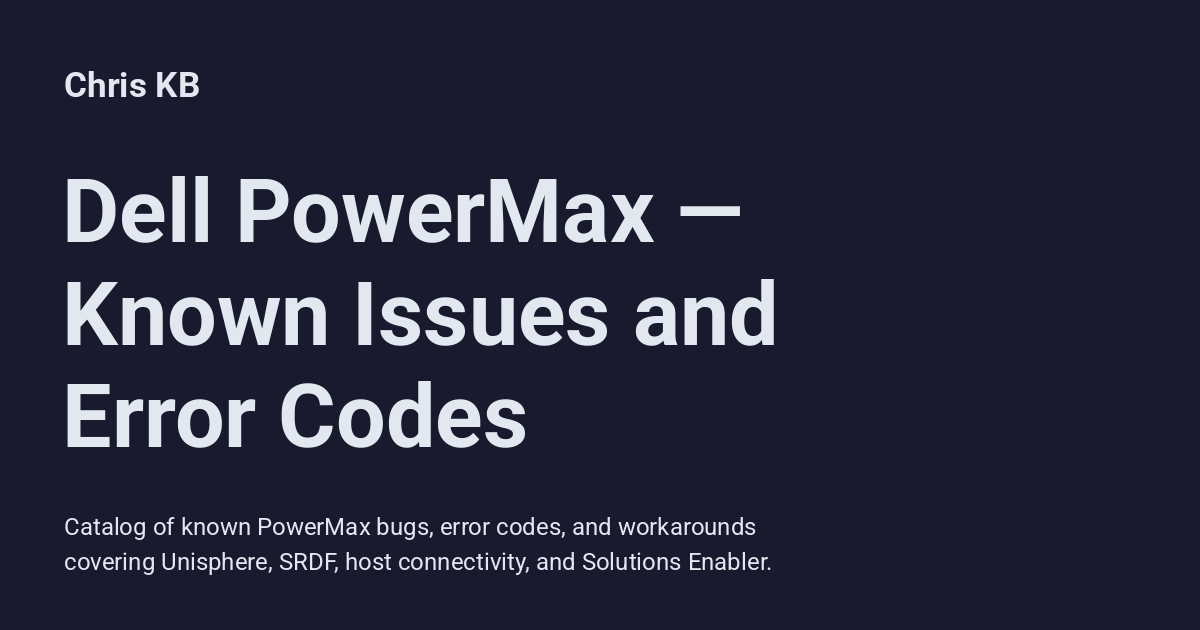 Chris KB
Dell PowerMax —
Known Issues and
Error Codes
Catalog of known PowerMax bugs, error codes, and workarounds
covering Unisphere, SRDF, host connectivity, and Solutions Enabler.